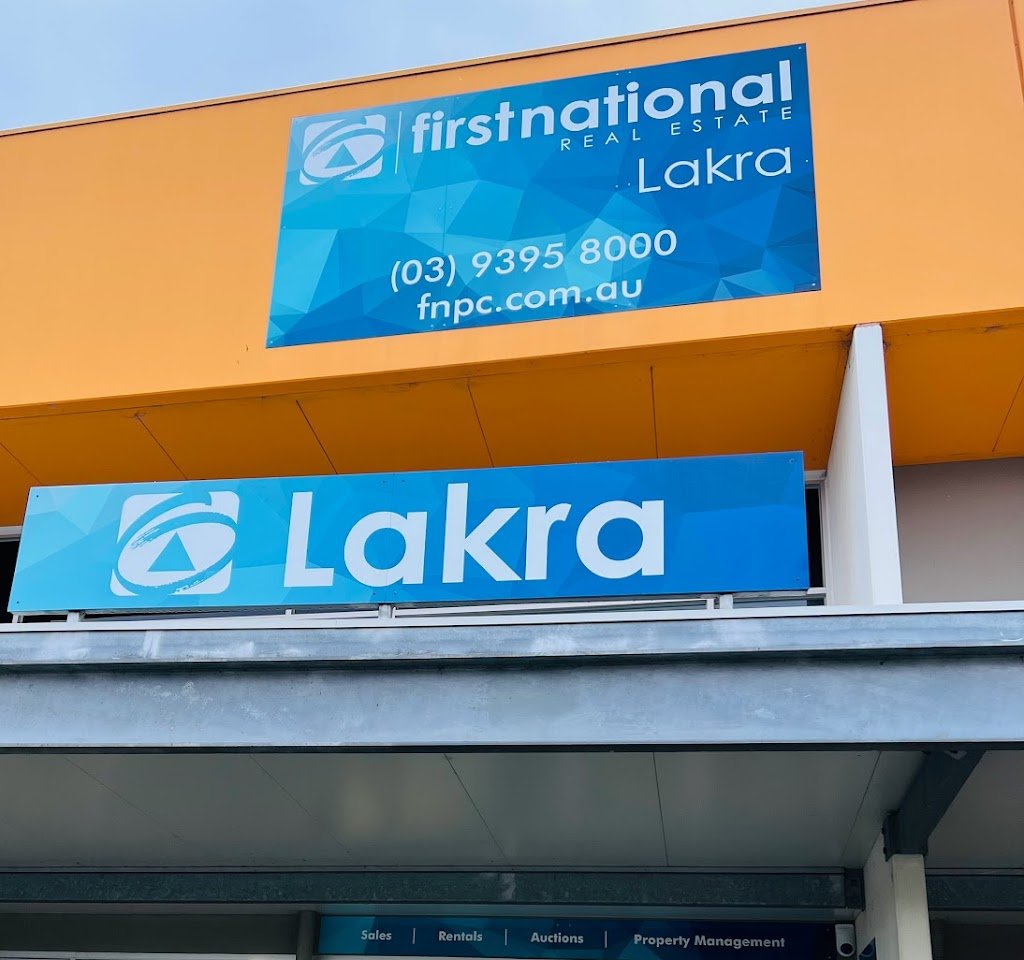 firstnational
REAL ESTATE
Lakra
(03) 9395 8000
fnpc.com.au
Lakra
Sales | Rentals | Auctions | Property Management